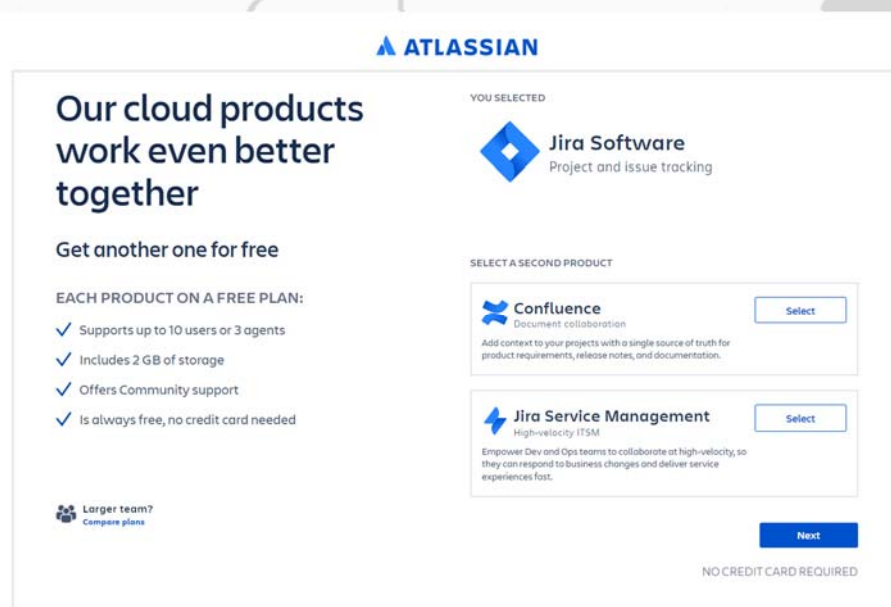 ATLASSIAN
Our cloud products
work even better
together
Get another one for free
EACH PRODUCT ON A FREE PLAN:
Supports up to 10 users or 3 agents
Includes 2 GB of storage
Offers Community support
Is always free, no credit card needed
Larger team?
Compare plans
YOU SELECTED
Jira Software
Project and issue tracking
SELECT A SECOND PRODUCT
Confluence
Document collaboration
Select
Add context to your projects with a single source of truth for
product requirements, release notes, and documentation.
Jira Service Management
High-velocity ITSM
Select
Empower Dev and Ops teams to collaborate at high-velocity, so
they can respond to business changes and deliver service
experiences fast.
Next
NO CREDIT CARD REQUIRED